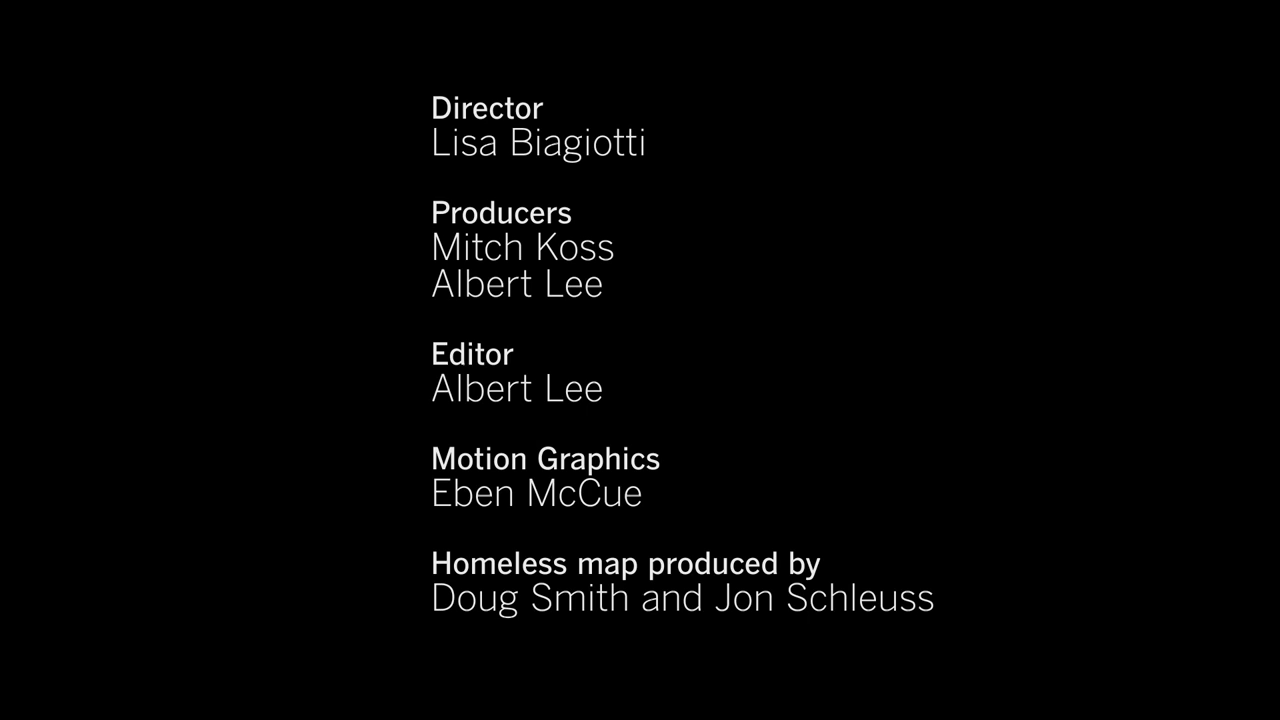 Director
Lisa Biagiotti
Producers
Mitch Koss
Albert Lee
Editor
Albert Lee
Motion Graphics
Eben McCue
Homeless map produced by
Doug Smith and Jon Schleuss